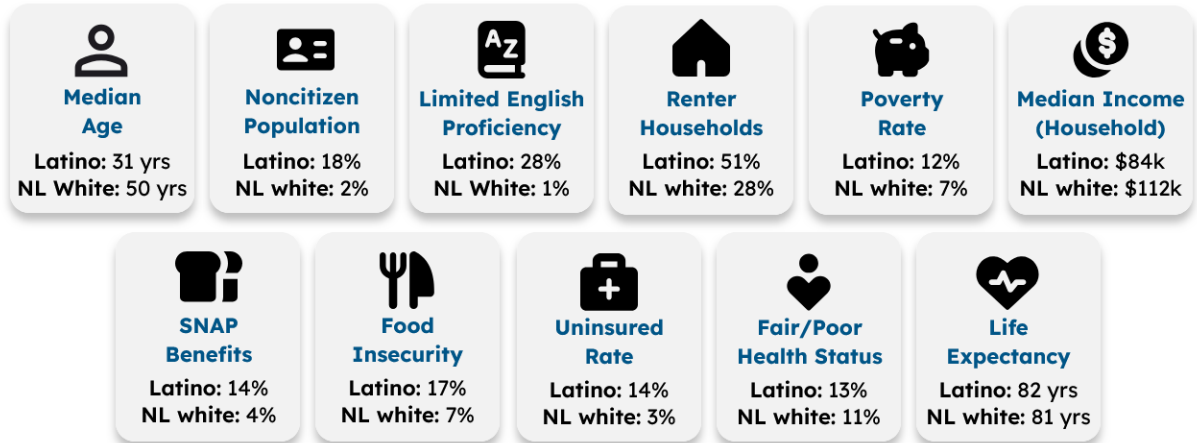 Median
Age
Latino: 31 yrs
NL White: 50 yrs
Noncitizen
Population
Latino: 18%
NL white: 2%
A Z
Limited English
Proficiency
Latino: 28%
NL White: 1%
Renter
Households
Latino: 51%
NL white: 28%
Poverty
Rate
Latino: 12%
NL white: 7%
$
Median Income
(Household)
Latino: $84k
NL white: $112k
SNAP
Benefits
Latino: 14%
NL white: 4%
Food
Insecurity
Latino: 17%
NL white: 7%
Uninsured
Rate
Latino: 14%
NL white: 3%
Fair/Poor
Health Status
Latino: 13%
NL white: 11%
Life
Expectancy
Latino: 82 yrs
NL white: 81 yrs